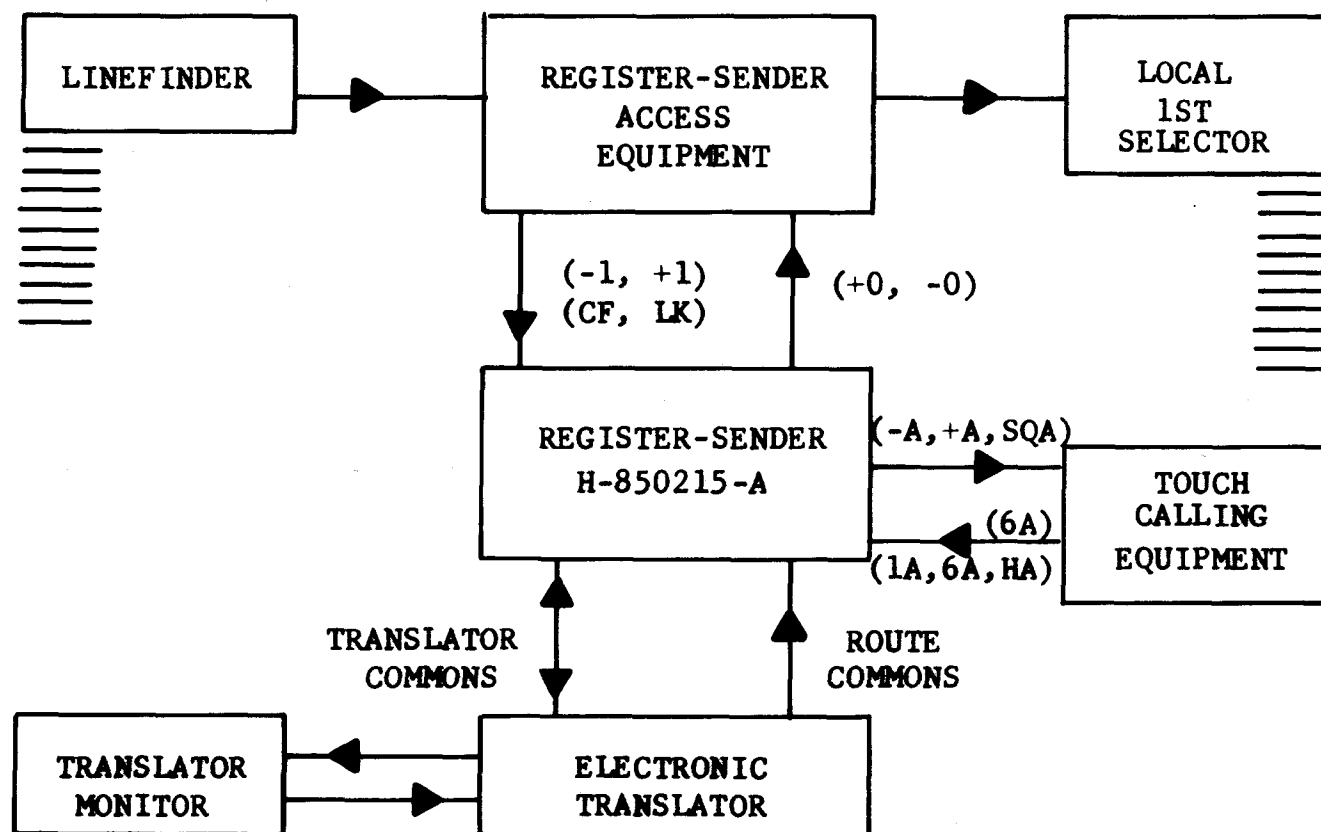 LINEFINDER
REGISTER-SENDER
ACCESS
EQUIPMENT
LOCAL
1ST
SELECTOR
(-1, +1)
(CF, LK)
(+0, -0)
REGISTER-SENDER
H-850215-A
(-A,+A,SQA)
(6A)
(1A,6A,HA)
TOUCH
CALLING
EQUIPMENT
TRANSLATOR
COMMONS
ROUTE
COMMONS
TRANSLATOR
MONITOR
ELECTRONIC
TRANSLATOR